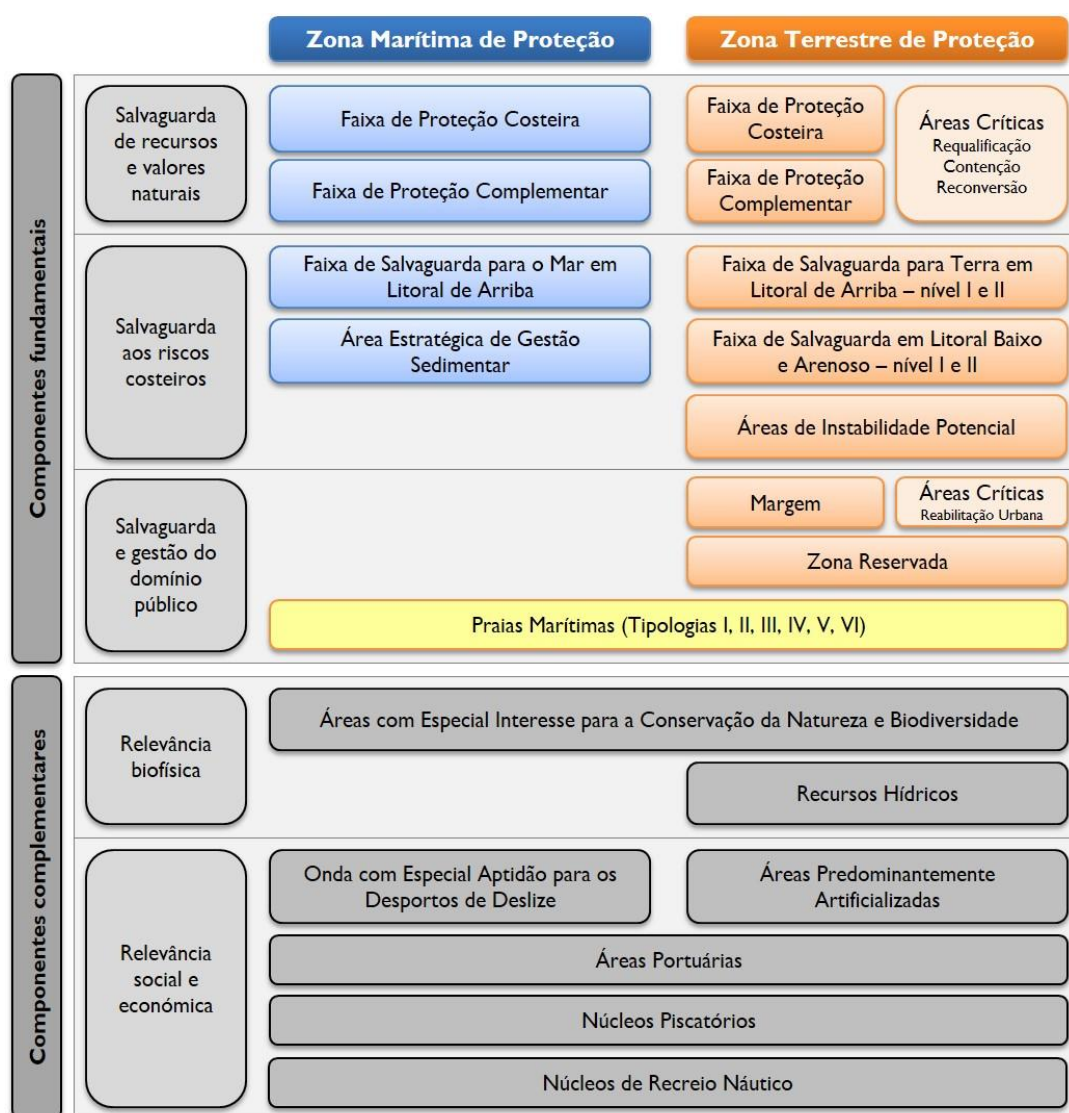 Zona Marítima de Proteção
Zona Terrestre de Proteção
Componentes fundamentais
Salvaguarda
de recursos
e valores
naturais
Faixa de Proteção Costeira
Faixa de Proteção Complementar
Faixa de Proteção
Costeira
Faixa de Proteção
Complementar
Áreas Críticas
Requalificação
Contenção
Reconversão
Salvaguarda
aos riscos
costeiros
Faixa de Salvaguarda para o Mar em
Litoral de Arriba
Área Estratégica de Gestão
Sedimentar
Faixa de Salvaguarda para Terra em
Litoral de Arriba – nível I e II
Faixa de Salvaguarda em Litoral Baixo
e Arenoso – nível I e II
Áreas de Instabilidade Potencial
Salvaguarda
e gestão do
domínio
público
Margem
Áreas Críticas
Reabilitação Urbana
Zona Reservada
Praias Marítimas (Tipologias I, II, III, IV, V, VI)
Componentes complementares
Relevância
biofísica
Áreas com Especial Interesse para a Conservação da Natureza e Biodiversidade
Recursos Hídricos
Relevância
social e
económica
Onda com Especial Aptidão para os
Desportos de Deslize
Áreas Predominantemente
Artificializadas
Áreas Portuárias
Núcleos Piscatórios
Núcleos de Recreio Náutico